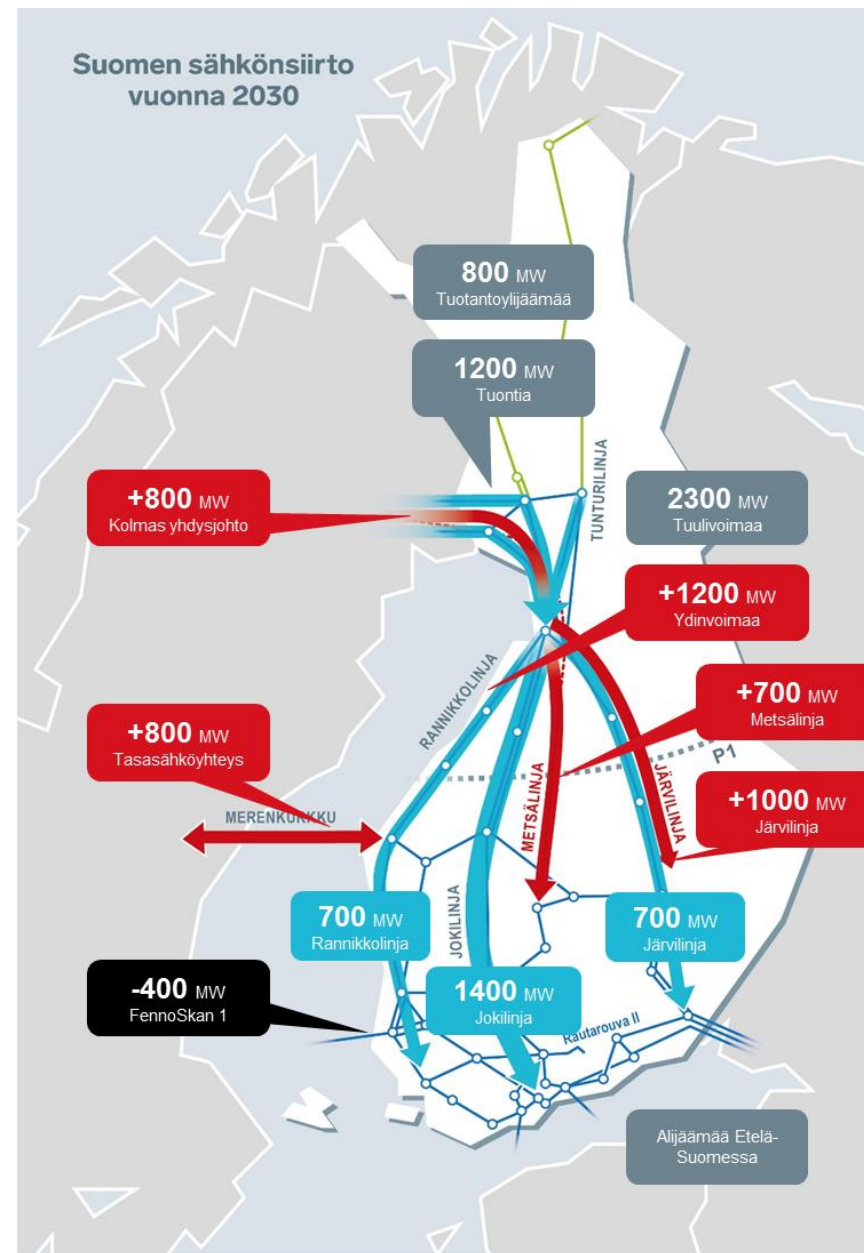 Suomen sähkönsiirto
vuonna 2030
800 MW
Tuotantoylijäämää
1200 MW
Tuontia
TUNTURILINJA
+800 MW
Kolmas yhdysjohto
2300 MW
Tuulivoimaa
+1200 MW
Ydinvoimaa
RANNIKKOLINJA
+700 MW
Metsälinja
P1
+800 MW
Tasasähköyhteys
MERENKURKKU
METSÄLINJA
JÄRVILINJA
+1000 MW
Järvilinja
700 MW
Rannikkolinja
JOKILINJA
700 MW
Järvilinja
-400 MW
FennoSkan 1
1400 MW
Jokilinja
Rautarouva II
Alijäämää Etelä-
Suomessa